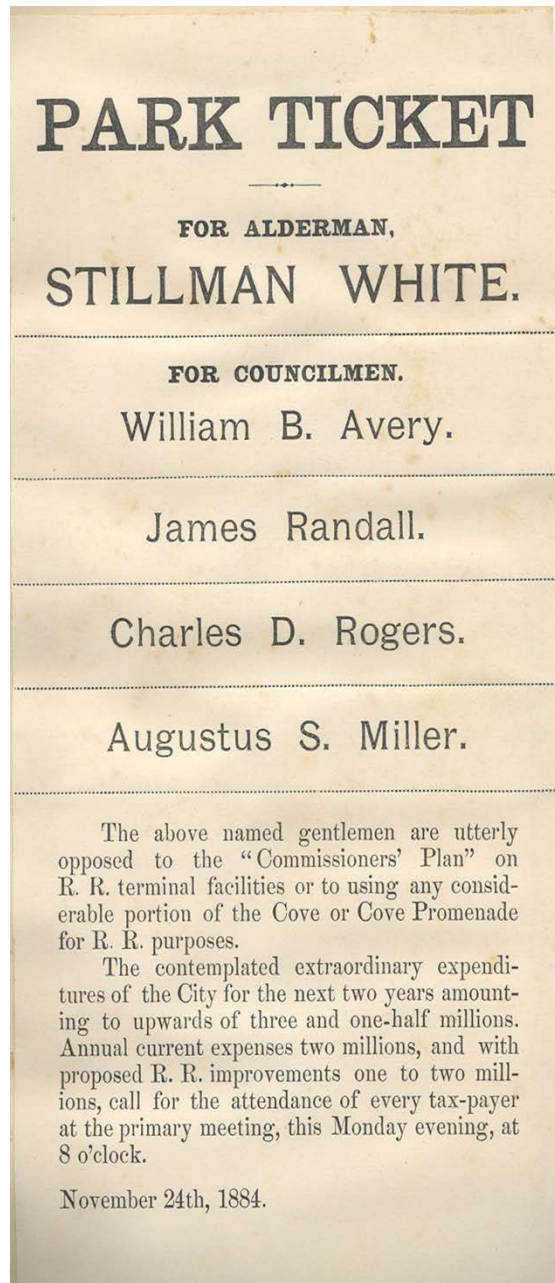 PARK TICKET
FOR ALDERMAN,
STILLMAN WHITE.
FOR COUNCILMEN.
William B. Avery.
James Randall.
Charles D. Rogers.
Augustus S. Miller.
The above named gentlemen are utterly
opposed to the "Commissioners' Plan" on
R. R. terminal facilities or to using any consid-
erable portion of the Cove or Cove Promenade
for R. R. purposes.
The contemplated extraordinary expendi-
tures of the City for the next two years amount-
ing to upwards of three and one-half millions.
Annual current expenses two millions, and with
proposed R. R. improvements one to two mill-
ions, call for the attendance of every tax-payer
at the primary meeting, this Monday evening, at
8 o'clock.
November 24th, 1884.